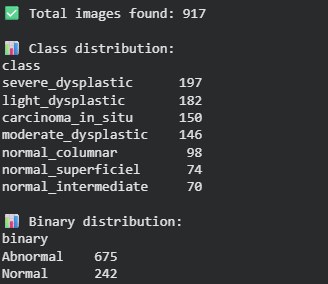 ✅ Total images found: 917
📊 Class distribution:
class
severe_dysplastic 197
light_dysplastic 182
carcinoma_in_situ 150
moderate_dysplastic 146
normal_columnar 98
normal_superficiel 74
normal_intermediate 70
📊 Binary distribution:
binary
Abnormal 675
Normal 242